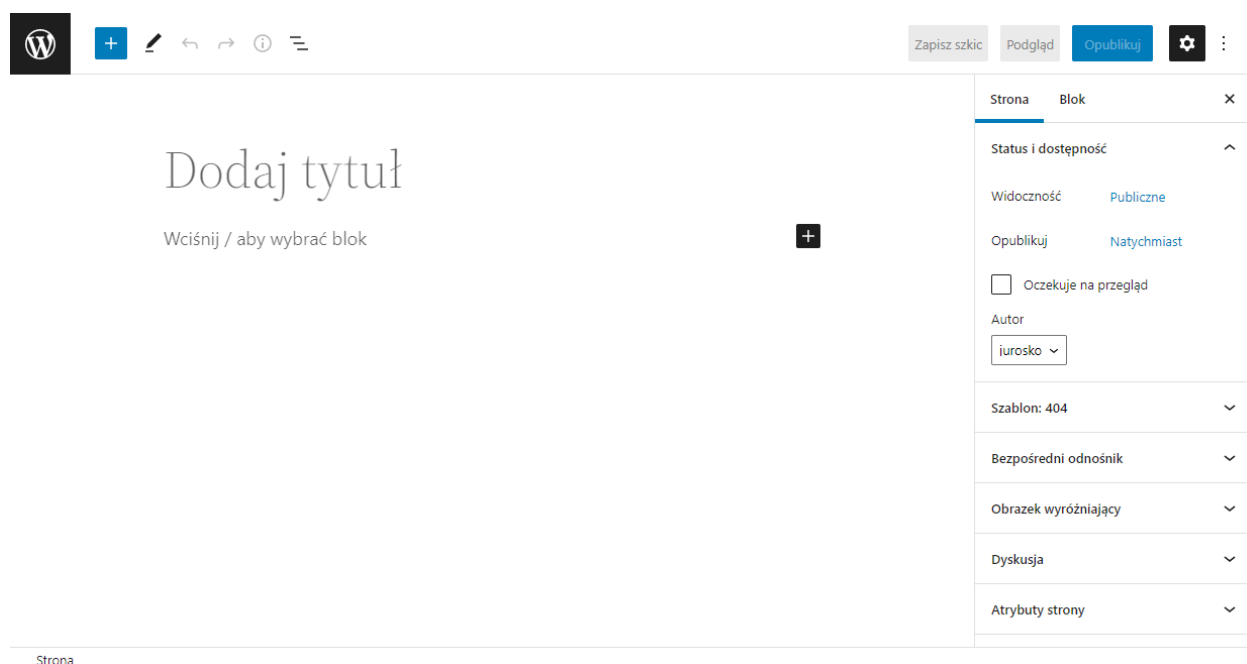 Zapisz szkic Podgląd Opublikuj
Strona Blok
Dodaj tytuł
Wciśnij / aby wybrać blok
Status i dostępność
Widoczność Publiczne
Opublikuj Natychmiast
Oczekuje na przegląd
Autor
iurosko
Szablon: 404
Bezpośredni odnośnik
Obrazek wyróżniający
Dyskusja
Atrybuty strony
Strona